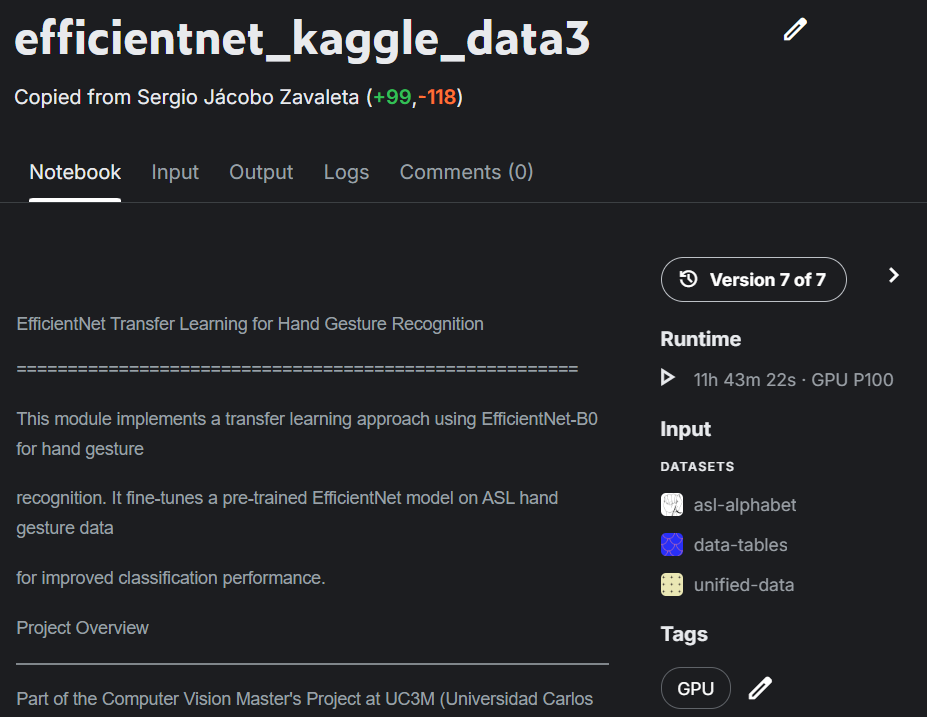 efficientnet_kaggle_data3
Copied from Sergio Jácobo Zavaleta (+99,-118)
Notebook Input Output Logs Comments (0)
EfficientNet Transfer Learning for Hand Gesture Recognition
=======================================================
This module implements a transfer learning approach using EfficientNet-B0
for hand gesture
recognition. It fine-tunes a pre-trained EfficientNet model on ASL hand
gesture data
for improved classification performance.
Project Overview
Part of the Computer Vision Master's Project at UC3M (Universidad Carlos
Version 7 of 7
Runtime
11h 43m 22s · GPU P100
Input
DATASETS
asl-alphabet
data-tables
unified-data
Tags
GPU